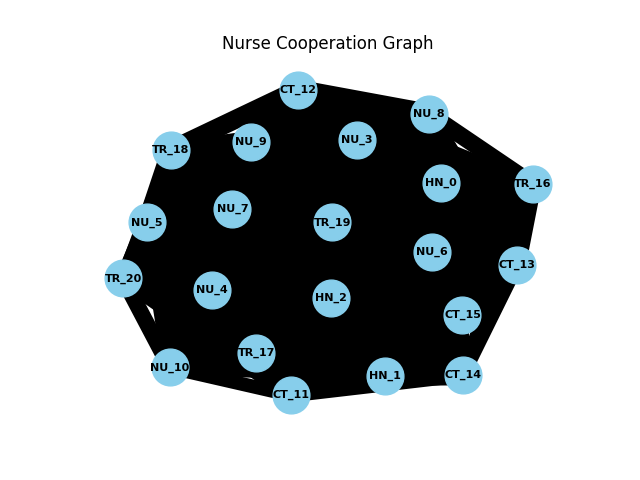 Nurse Cooperation Graph
CT_12
NU_8
NU_9
NU_3
TR_18
HN_0
TR_16
NU_7
NU_5
TR_19
NU_6
CT_13
TR_20
NU_4
HN_2
CT_15
TR_17
NU_10
HN_1
CT_14
CT_11